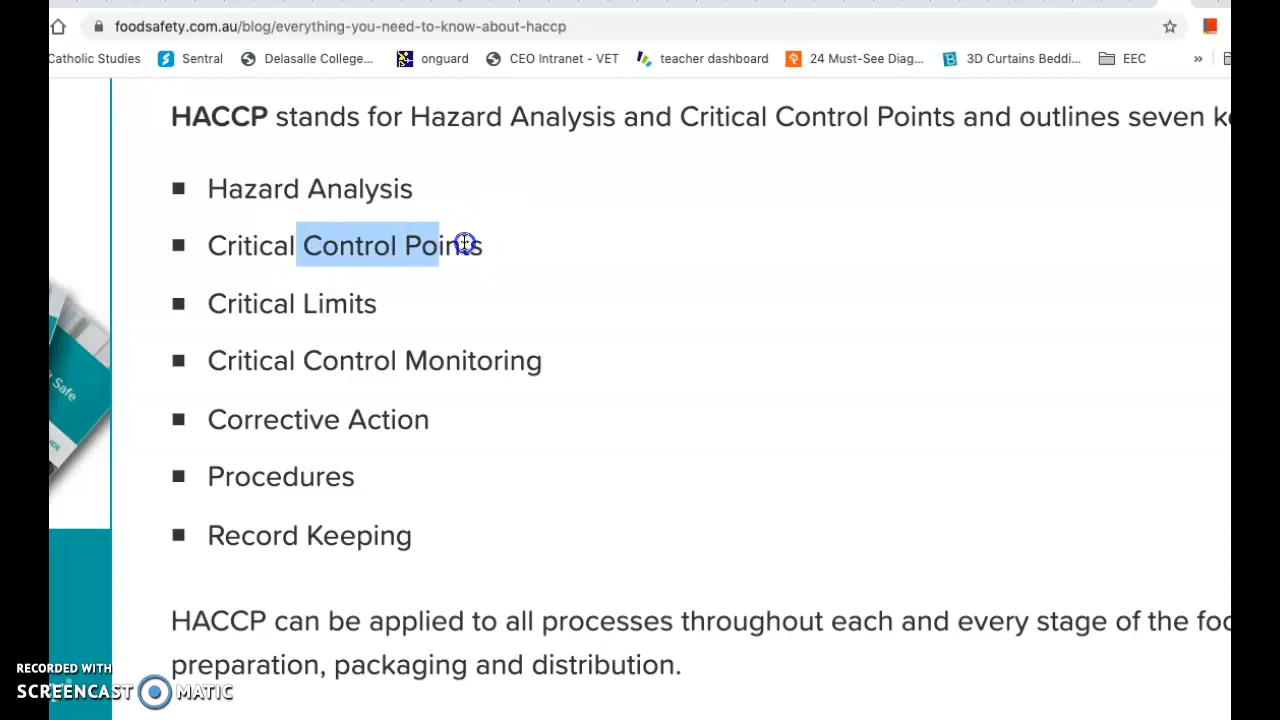 foodsafety.com.au/blog/everything-you-need-to-know-about-haccp
Catholic Studies Sentral Delasalle College... onguard CEO Intranet - VET teacher dashboard 24 Must-See Diag... 3D Curtains Beddi... EEC »
HACCP stands for Hazard Analysis and Critical Control Points and outlines seven
Hazard Analysis
Critical Control Points
Critical Limits
Critical Control Monitoring
Corrective Action
Procedures
Record Keeping
HACCP can be applied to all processes throughout each and every stage of the
preparation, packaging and distribution.
Safe
RECORDED WITH
SCREENCAST MATIC